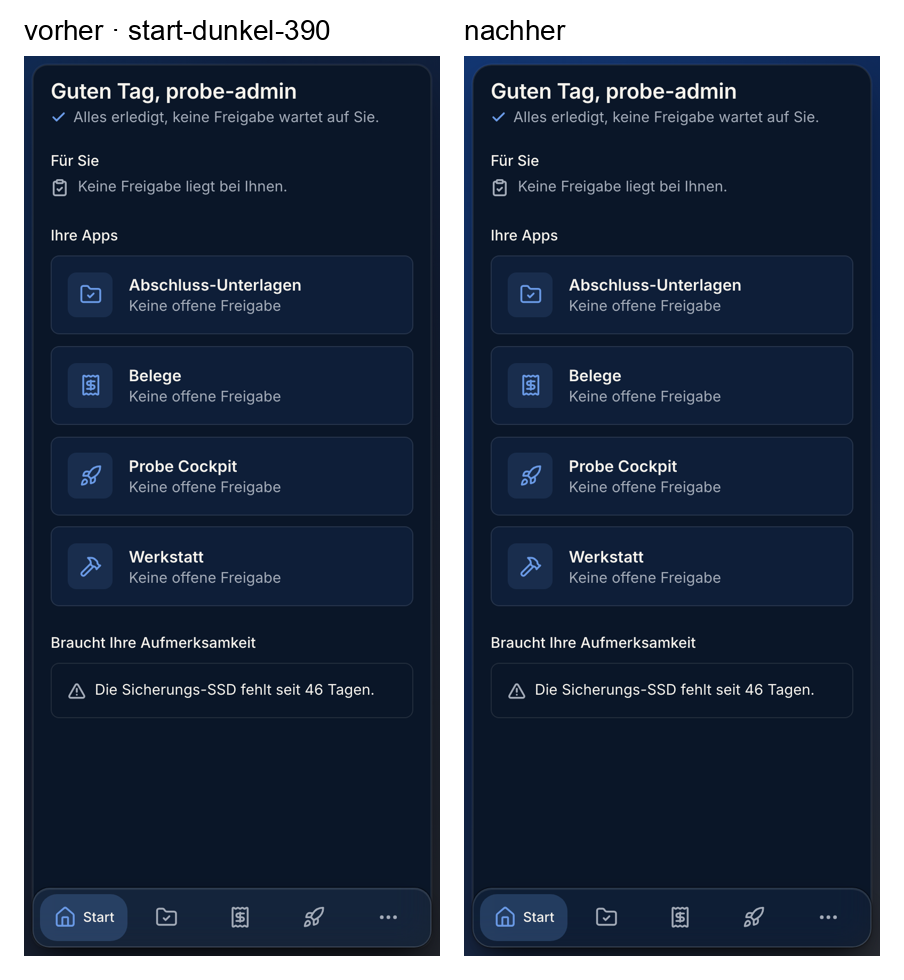 vorher · start-dunkel-390
Guten Tag, probe-admin
Alles erledigt, keine Freigabe wartet auf Sie.
Für Sie
Keine Freigabe liegt bei Ihnen.
Ihre Apps
Abschluss-Unterlagen
Keine offene Freigabe
Belege
Keine offene Freigabe
Probe Cockpit
Keine offene Freigabe
Werkstatt
Keine offene Freigabe
Braucht Ihre Aufmerksamkeit
Die Sicherungs-SSD fehlt seit 46 Tagen.
Start
nachher
Guten Tag, probe-admin
Alles erledigt, keine Freigabe wartet auf Sie.
Für Sie
Keine Freigabe liegt bei Ihnen.
Ihre Apps
Abschluss-Unterlagen
Keine offene Freigabe
Belege
Keine offene Freigabe
Probe Cockpit
Keine offene Freigabe
Werkstatt
Keine offene Freigabe
Braucht Ihre Aufmerksamkeit
Die Sicherungs-SSD fehlt seit 46 Tagen.
Start